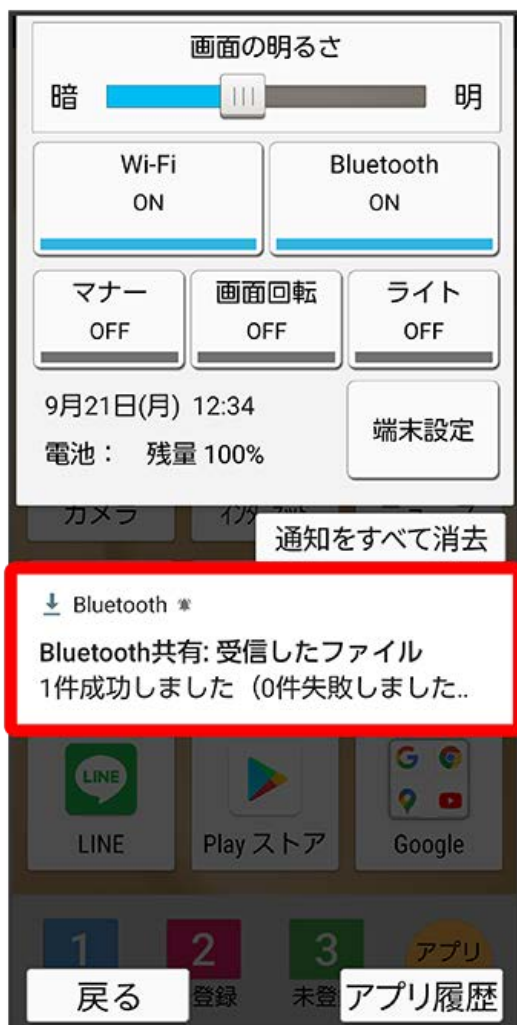 画面の明るさ
暗 明
Wi-Fi Bluetooth
ON ON
マナー 画面回転 ライト
OFF OFF OFF
9月21日(月) 12:34
端末設定
電池： 残量 100%
カメラ
通知をすべて消去
Bluetooth
Bluetooth共有: 受信したファイル
1件成功しました（0件失敗しました..
LINE
LINE Play ストア Google
1 2 3 アプリ
登録 未登
戻る アプリ履歴